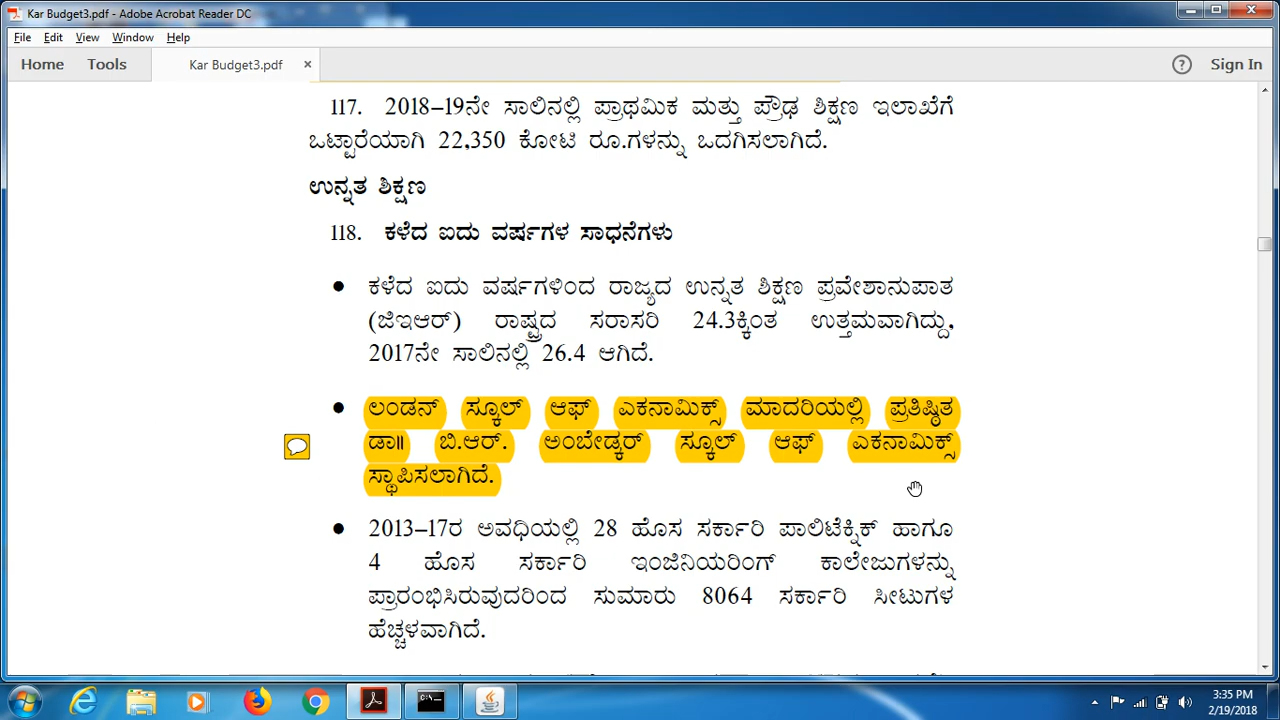 Kar Budget3.pdf - Adobe Acrobat Reader DC
File Edit View Window Help
Home Tools Kar Budget3.pdf × ? Sign In
117. 2018–19ನೇ ಸಾಲಿನಲ್ಲಿ ಪ್ರಾಥಮಿಕ ಮತ್ತು ಪ್ರೌಢ ಶಿಕ್ಷಣ ಇಲಾಖೆಗೆ
ಒಟ್ಟಾರೆಯಾಗಿ 22,350 ಕೋಟಿ ರೂ.ಗಳನ್ನು ಒದಗಿಸಲಾಗಿದೆ.
ಉನ್ನತ ಶಿಕ್ಷಣ
118. ಕಳೆದ ಐದು ವರ್ಷಗಳ ಸಾಧನೆಗಳು
● ಕಳೆದ ಐದು ವರ್ಷಗಳಿಂದ ರಾಜ್ಯದ ಉನ್ನತ ಶಿಕ್ಷಣ ಪ್ರವೇಶಾನುಪಾತ
(ಜಿಇಆರ್) ರಾಷ್ಟ್ರದ ಸರಾಸರಿ 24.3ಕ್ಕಿಂತ ಉತ್ತಮವಾಗಿದ್ದು,
2017ನೇ ಸಾಲಿನಲ್ಲಿ 26.4 ಆಗಿದೆ.
● ಲಂಡನ್ ಸ್ಕೂಲ್ ಆಫ್ ಎಕನಾಮಿಕ್ಸ್ ಮಾದರಿಯಲ್ಲಿ ಪ್ರತಿಷ್ಠಿತ
ಡಾ॥ ಬಿ.ಆರ್. ಅಂಬೇಡ್ಕರ್ ಸ್ಕೂಲ್ ಆಫ್ ಎಕನಾಮಿಕ್ಸ್
ಸ್ಥಾಪಿಸಲಾಗಿದೆ.
● 2013–17ರ ಅವಧಿಯಲ್ಲಿ 28 ಹೊಸ ಸರ್ಕಾರಿ ಪಾಲಿಟೆಕ್ನಿಕ್ ಹಾಗೂ
4 ಹೊಸ ಸರ್ಕಾರಿ ಇಂಜಿನಿಯರಿಂಗ್ ಕಾಲೇಜುಗಳನ್ನು
ಪ್ರಾರಂಭಿಸಿರುವುದರಿಂದ ಸುಮಾರು 8064 ಸರ್ಕಾರಿ ಸೀಟುಗಳ
ಹೆಚ್ಚಳವಾಗಿದೆ.
3:35 PM
2/19/2018